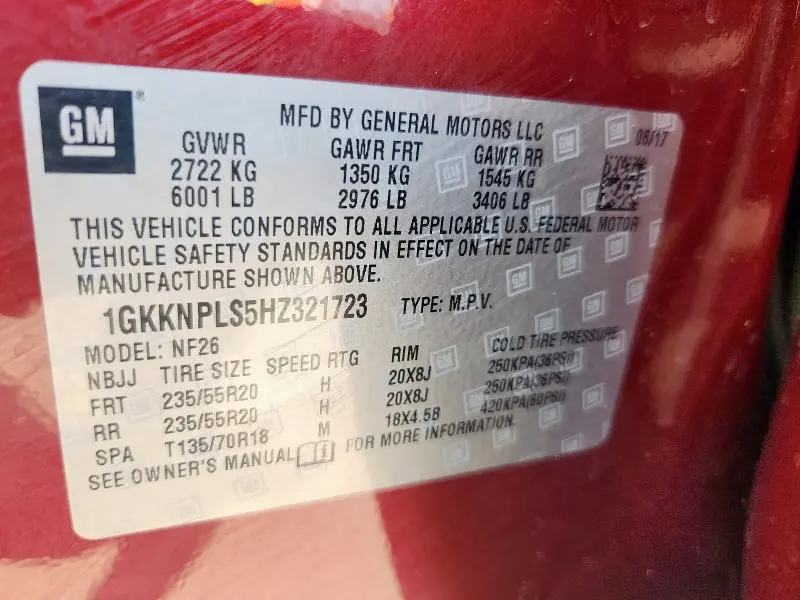 GM ®
MFD BY GENERAL MOTORS LLC
06/17
GVWR GAWR FRT GAWR RR
2722 KG 1350 KG 1545 KG
6001 LB 2976 LB 3406 LB
THIS VEHICLE CONFORMS TO ALL APPLICABLE U.S. FEDERAL MOTOR
VEHICLE SAFETY STANDARDS IN EFFECT ON THE DATE OF
MANUFACTURE SHOWN ABOVE.
1GKKNPLS5HZ321723 TYPE: M.P.V.
MODEL: NF26
NBJJ TIRE SIZE SPEED RTG RIM COLD TIRE PRESSURE
FRT 235/55R20 H 20X8J 250KPA(36PSI)
RR 235/55R20 H 20X8J 250KPA(36PSI)
SPA T135/70R18 M 18X4.5B 420KPA(60PSI)
SEE OWNER'S MANUAL FOR MORE INFORMATION.